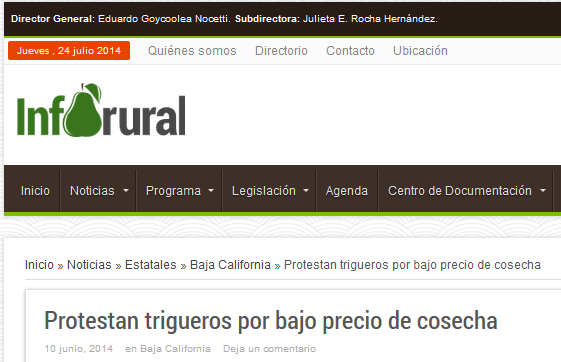 Director General: Eduardo Goycoolea Nocetti. Subdirectora: Julieta E. Rocha Hernández.
Jueves , 24 julio 2014 Quiénes somos Directorio Contacto Ubicación
Inforural
Inicio Noticias Programa Legislación Agenda Centro de Documentación
Inicio » Noticias » Estatales » Baja California » Protestan trigueros por bajo precio de cosecha
Protestan trigueros por bajo precio de cosecha
10 junio, 2014 en Baja California Deja un comentario